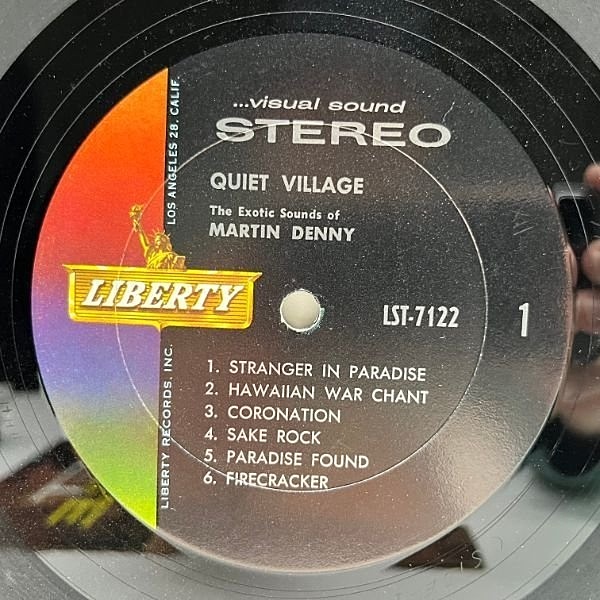 ...visual sound
STEREO
QUIET VILLAGE
The Exotic Sounds of
MARTIN DENNY
LIBERTY
LST-7122
1
1. STRANGER IN PARADISE
2. HAWAIIAN WAR CHANT
3. CORONATION
4. SAKE ROCK
5. PARADISE FOUND
6. FIRECRACKER
LIBERTY RECORDS, INC.
LOS ANGELES 28, CALIF.